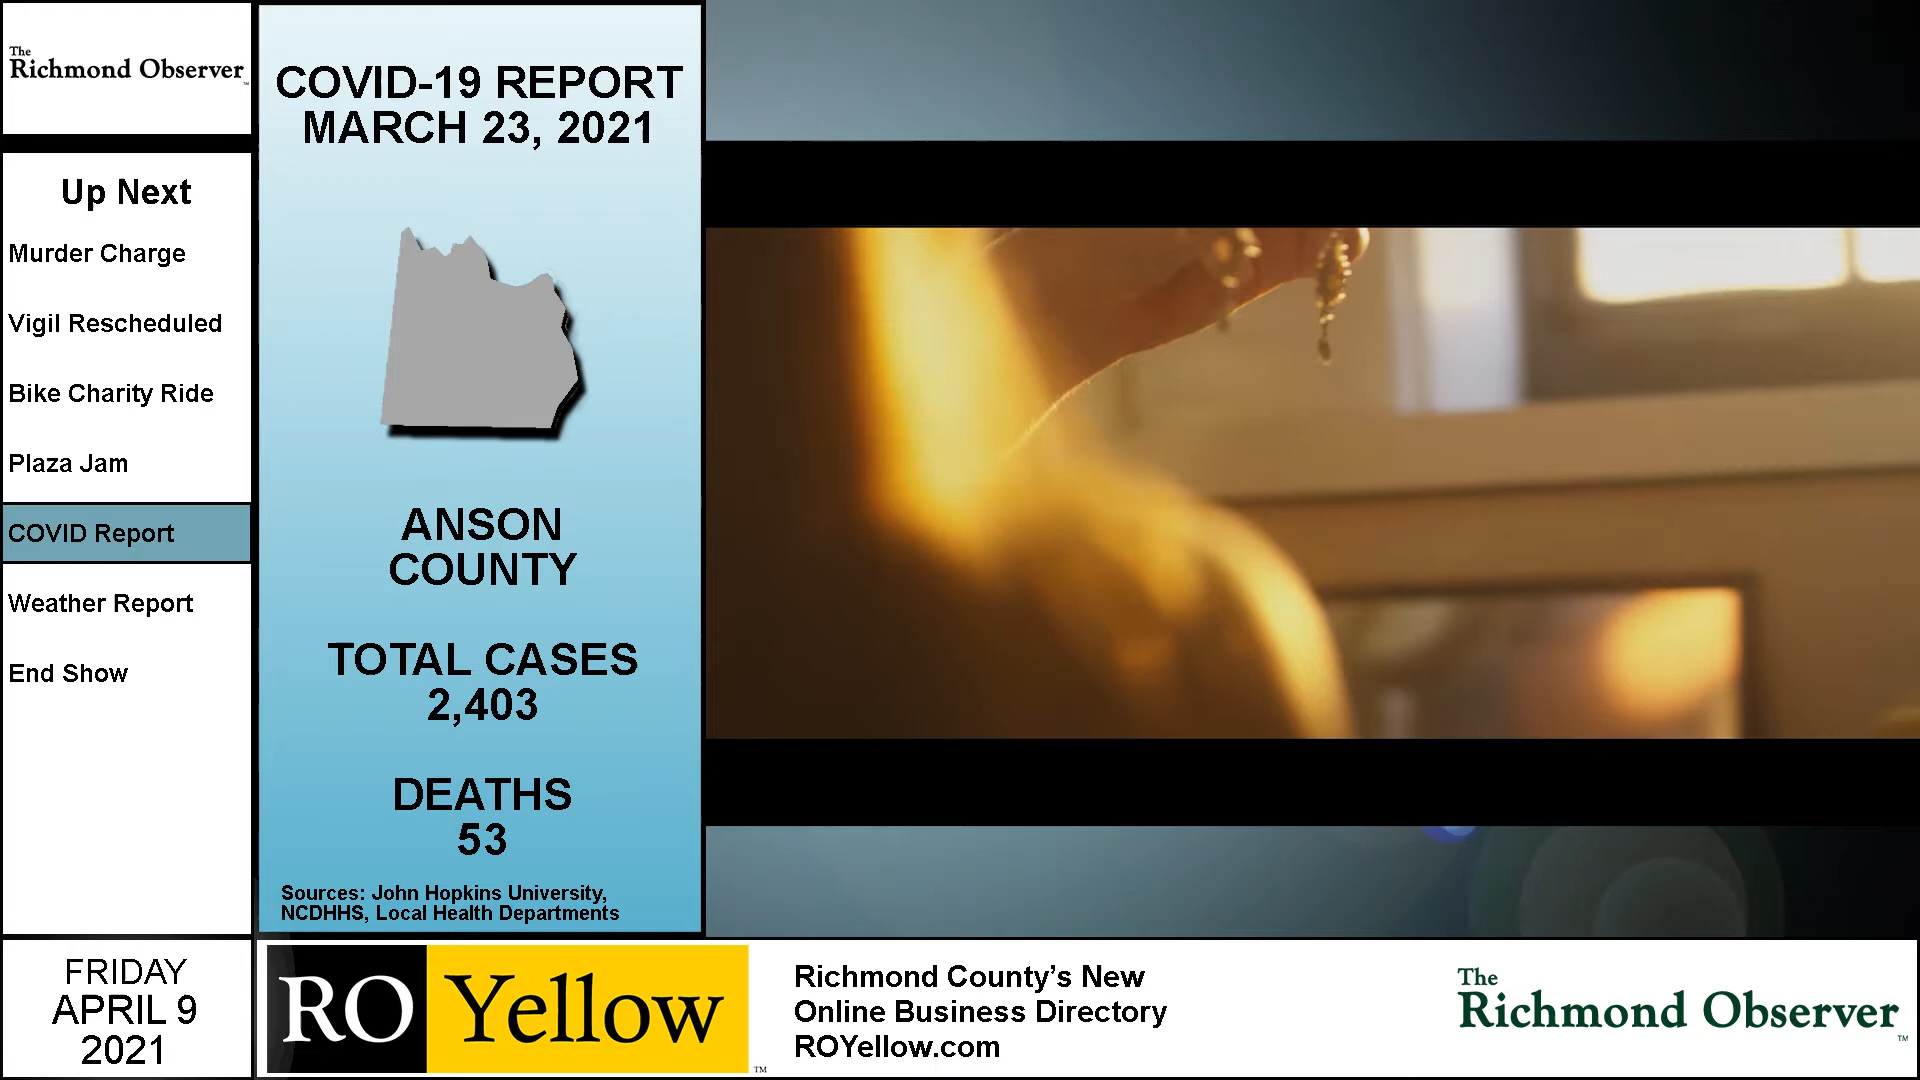 The
Richmond Observer
Up Next
Murder Charge
Vigil Rescheduled
Bike Charity Ride
Plaza Jam
COVID Report
Weather Report
End Show
FRIDAY
APRIL 9
2021
COVID-19 REPORT
MARCH 23, 2021
ANSON
COUNTY
TOTAL CASES
2,403
DEATHS
53
Sources: John Hopkins University,
NCDHHS, Local Health Departments
RO Yellow ™
Richmond County’s New
Online Business Directory
ROYellow.com
The
Richmond Observer ™